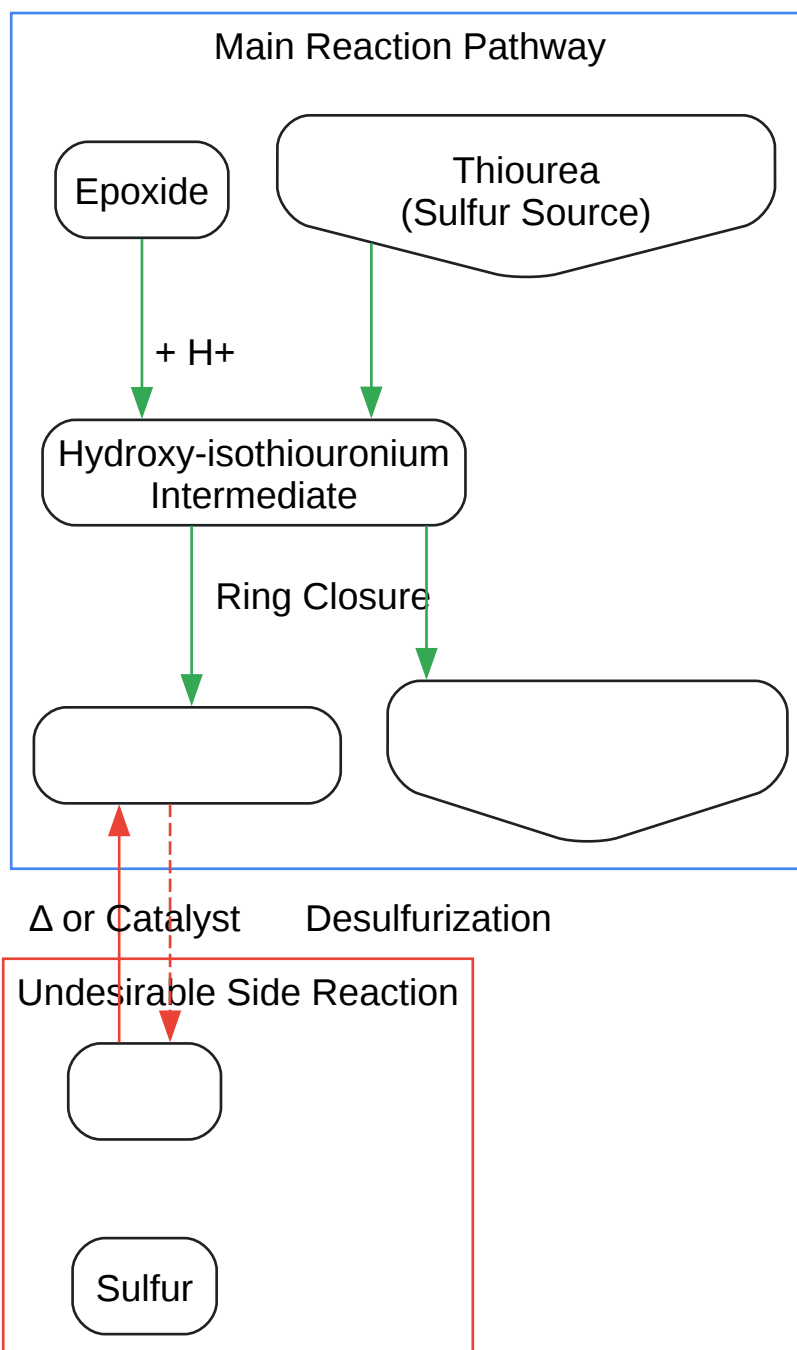 Main Reaction Pathway
Epoxide
Thiourea
(Sulfur Source)
+ H+
Hydroxy-isothiouronium
Intermediate
Ring Closure
Δ or Catalyst
Desulfurization
Undesirable Side Reaction
Sulfur